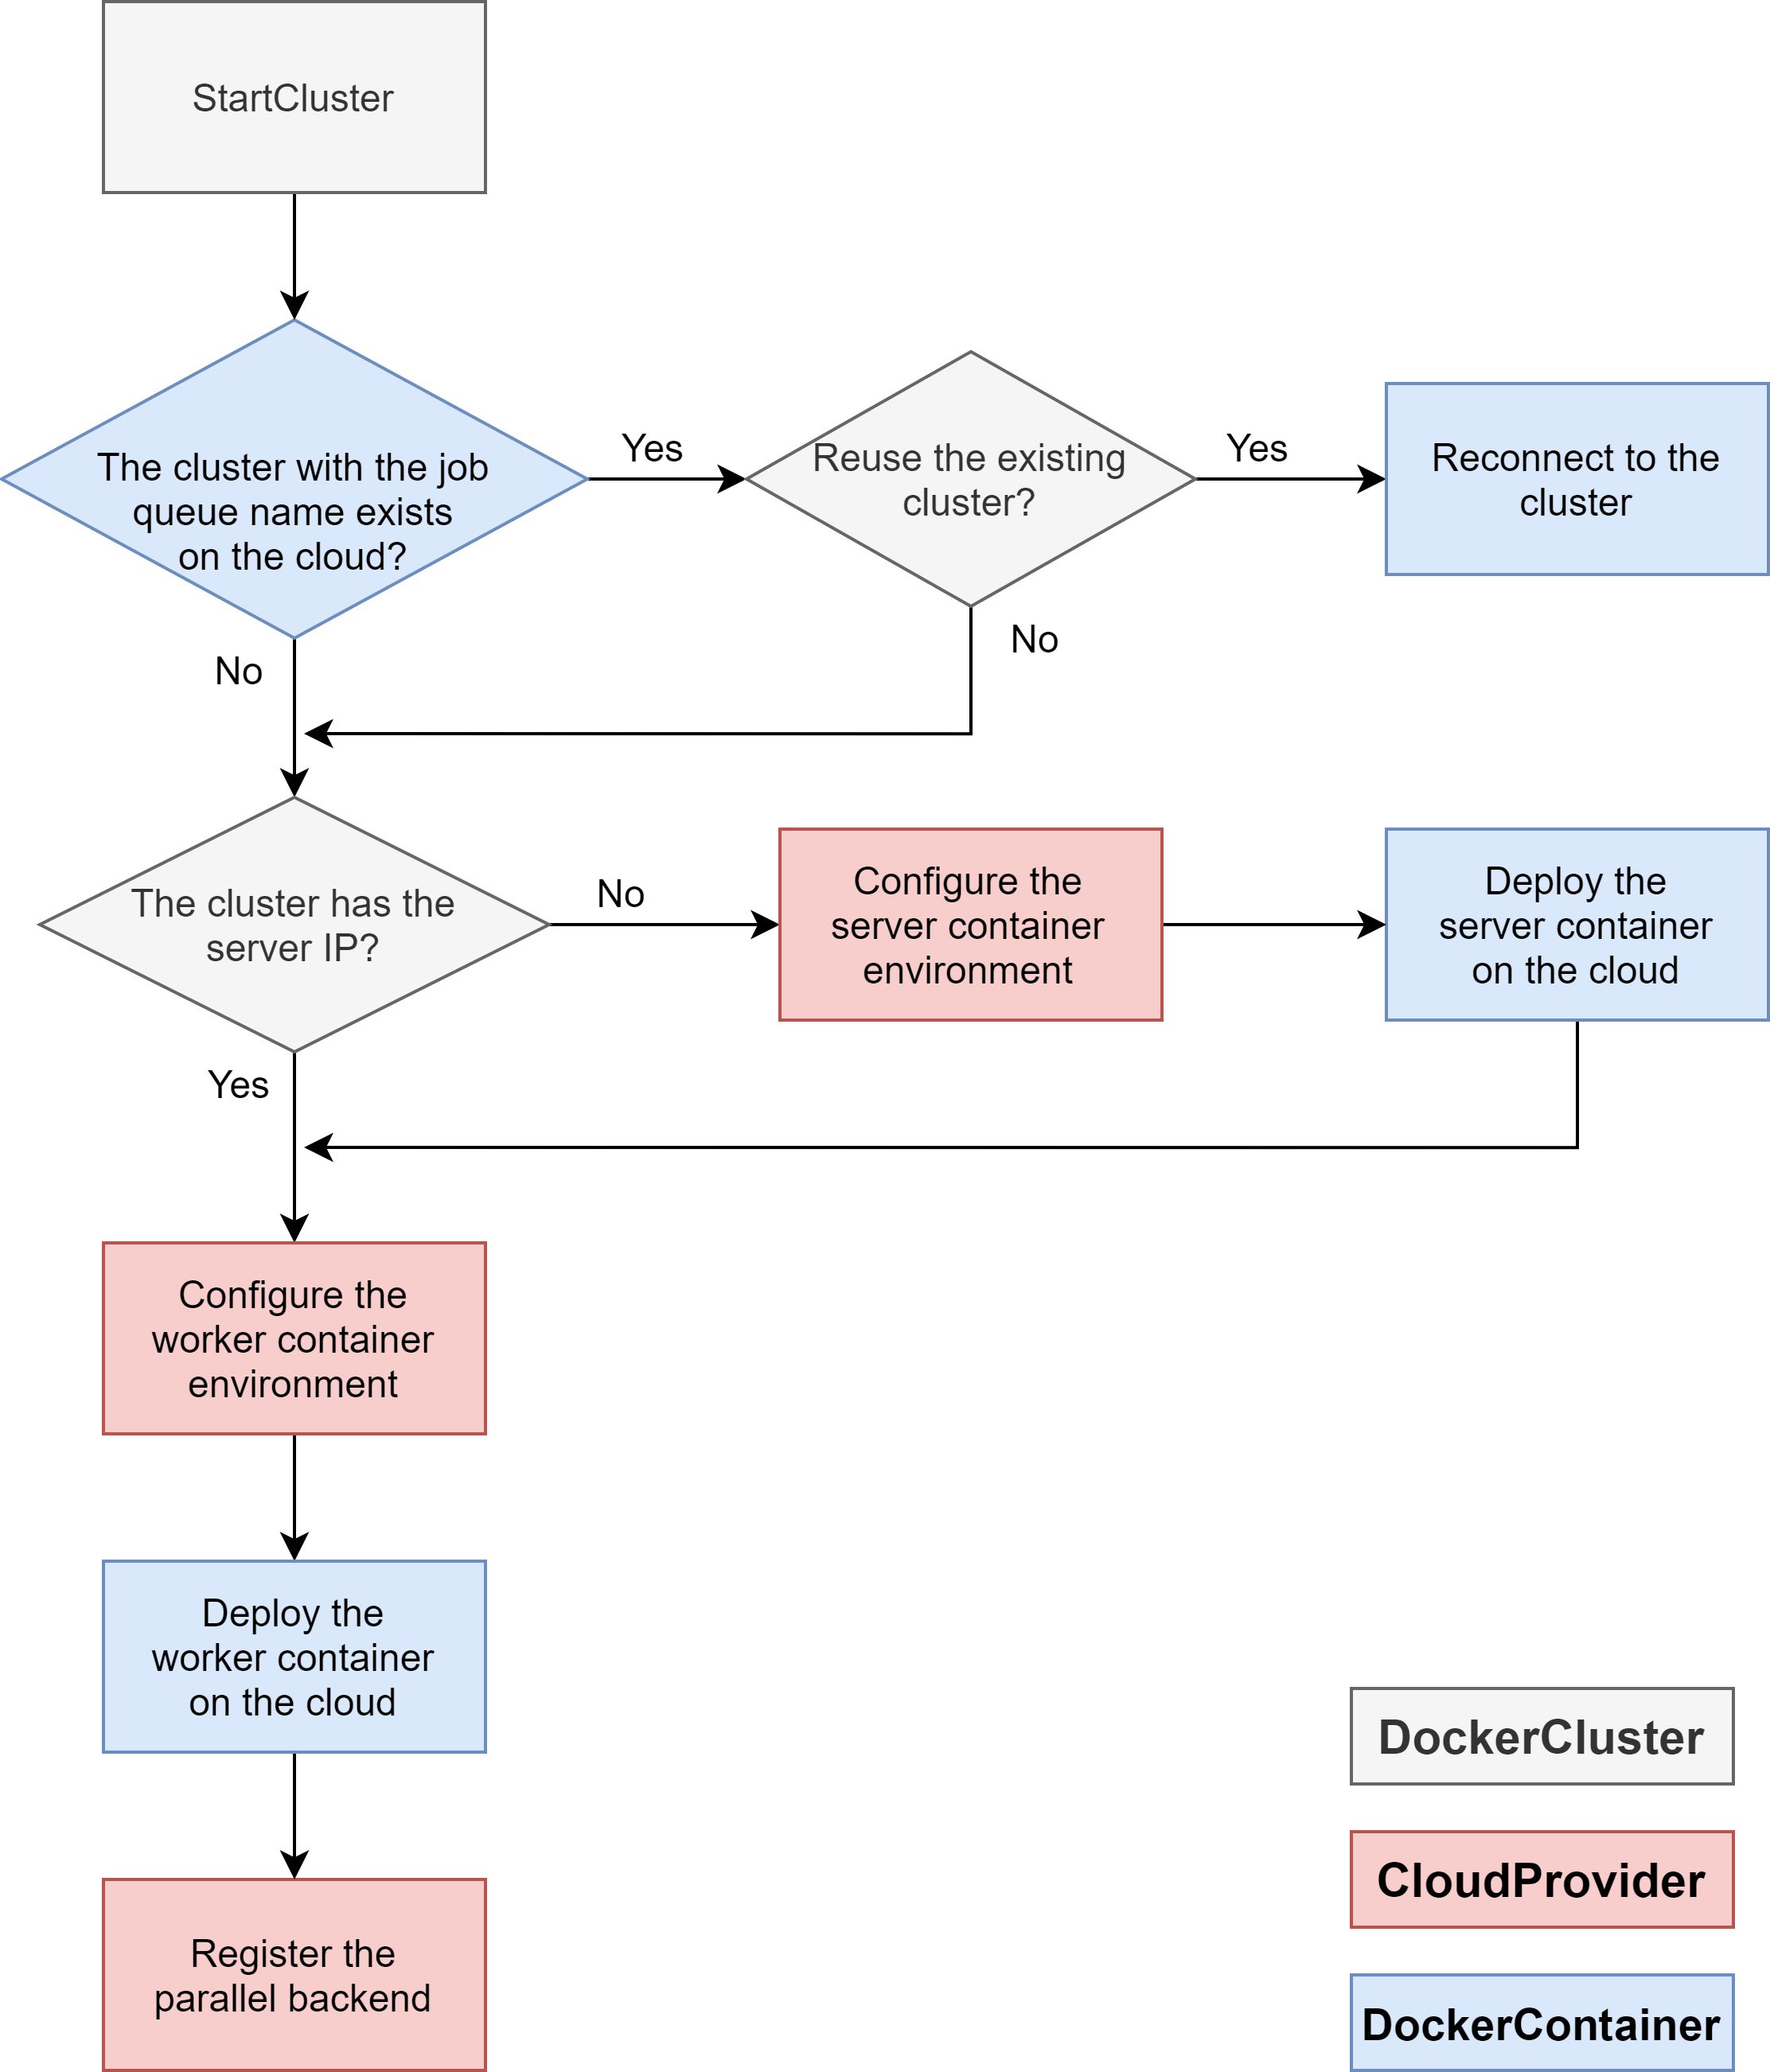 StartCluster
The cluster with the job
queue name exists
on the cloud?
Yes
Reuse the existing
cluster?
Yes
Reconnect to the
cluster
No
No
The cluster has the
server IP?
No
Configure the
server container
environment
Deploy the
server container
on the cloud
Yes
Configure the
worker container
environment
Deploy the
worker container
on the cloud
Register the
parallel backend
DockerCluster
CloudProvider
DockerContainer